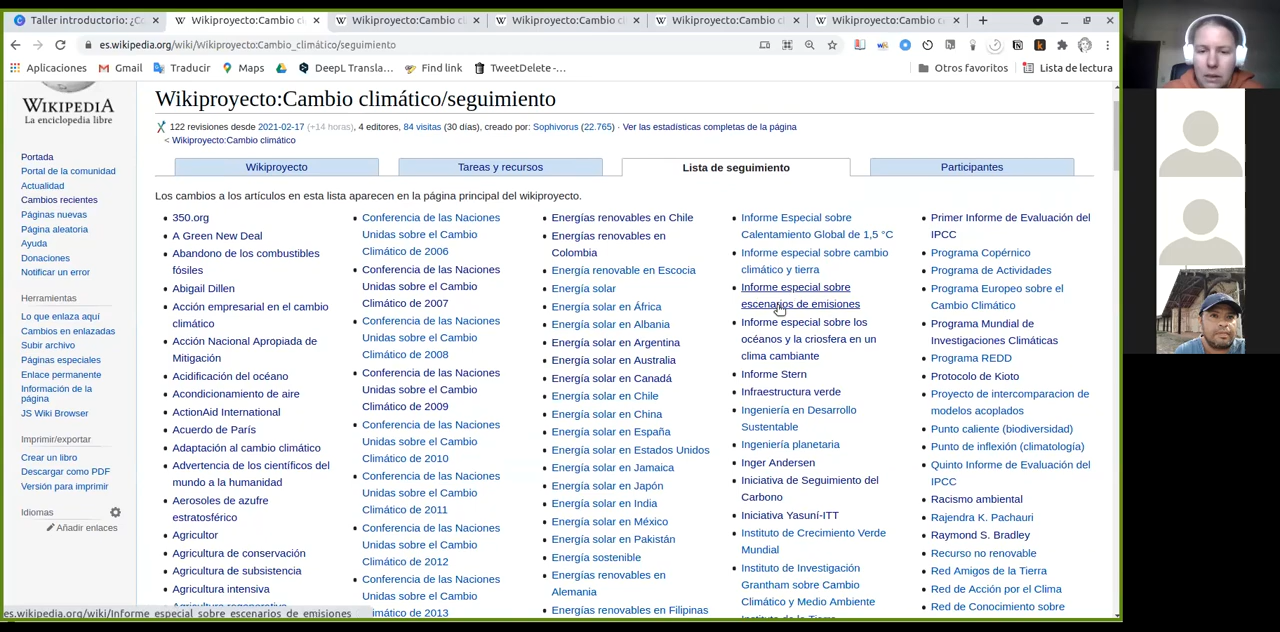 Taller introductorio: ¿Co
Wikiproyecto:Cambio cl
Wikiproyecto:Cambio c
Wikiproyecto:Cambio cl
Wikiproyecto:Cambio cl
Wikiproyecto:Cambio c
es.wikipedia.org/wiki/Wikiproyecto:Cambio_climático/seguimiento
Aplicaciones
Gmail
Traducir
Maps
DeepL Transla…
Find link
TweetDelete -…
Otros favoritos
Lista de lectura
WIKIPEDIA
La enciclopedia libre
Portada
Portal de la comunidad
Actualidad
Cambios recientes
Páginas nuevas
Página aleatoria
Ayuda
Donaciones
Notificar un error
Herramientas
Lo que enlaza aquí
Cambios en enlazadas
Subir archivo
Páginas especiales
Enlace permanente
Información de la
página
JS Wiki Browser
Imprimir/exportar
Crear un libro
Descargar como PDF
Versión para imprimir
Idiomas
Añadir enlaces
Wikiproyecto:Cambio climático/seguimiento
122 revisiones desde 2021-02-17 (+14 horas), 4 editores, 84 visitas (30 días), creado por: Sophivorus (22.765) · Ver las estadísticas completas de la página
< Wikiproyecto:Cambio climático
Wikiproyecto
Tareas y recursos
Lista de seguimiento
Participantes
Los cambios a los artículos en esta lista aparecen en la página principal del wikiproyecto.
350.org
A Green New Deal
Abandono de los combustibles
fósiles
Abigail Dillen
Acción empresarial en el cambio
climático
Acción Nacional Apropiada de
Mitigación
Acidificación del océano
Acondicionamiento de aire
ActionAid International
Acuerdo de París
Adaptación al cambio climático
Advertencia de los científicos del
mundo a la humanidad
Aerosoles de azufre
estratosférico
Agricultor
Agricultura de conservación
Agricultura de subsistencia
Agricultura intensiva
Agricultura regenerativa
Conferencia de las Naciones
Unidas sobre el Cambio
Climático de 2006
Conferencia de las Naciones
Unidas sobre el Cambio
Climático de 2007
Conferencia de las Naciones
Unidas sobre el Cambio
Climático de 2008
Conferencia de las Naciones
Unidas sobre el Cambio
Climático de 2009
Conferencia de las Naciones
Unidas sobre el Cambio
Climático de 2010
Conferencia de las Naciones
Unidas sobre el Cambio
Climático de 2011
Conferencia de las Naciones
Unidas sobre el Cambio
Climático de 2012
Conferencia de las Naciones
Unidas sobre el Cambio
Climático de 2013
Energías renovables en Chile
Energías renovables en
Colombia
Energía renovable en Escocia
Energía solar
Energía solar en África
Energía solar en Albania
Energía solar en Argentina
Energía solar en Australia
Energía solar en Canadá
Energía solar en Chile
Energía solar en China
Energía solar en España
Energía solar en Estados Unidos
Energía solar en Jamaica
Energía solar en Japón
Energía solar en India
Energía solar en México
Energía solar en Pakistán
Energía sostenible
Energías renovables en
Alemania
Energías renovables en Filipinas
Informe Especial sobre
Calentamiento Global de 1,5 °C
Informe especial sobre cambio
climático y tierra
Informe especial sobre
escenarios de emisiones
Informe especial sobre los
océanos y la criosfera en un
clima cambiante
Informe Stern
Infraestructura verde
Ingeniería en Desarrollo
Sustentable
Ingeniería planetaria
Inger Andersen
Iniciativa de Seguimiento del
Carbono
Iniciativa Yasuní-ITT
Instituto de Crecimiento Verde
Mundial
Instituto de Investigación
Grantham sobre Cambio
Climático y Medio Ambiente
Instituto de la Tierra
Primer Informe de Evaluación del
IPCC
Programa Copérnico
Programa de Actividades
Programa Europeo sobre el
Cambio Climático
Programa Mundial de
Investigaciones Climáticas
Programa REDD
Protocolo de Kioto
Proyecto de intercomparacion de
modelos acoplados
Punto caliente (biodiversidad)
Punto de inflexión (climatología)
Quinto Informe de Evaluación del
IPCC
Racismo ambiental
Rajendra K. Pachauri
Raymond S. Bradley
Recurso no renovable
Red Amigos de la Tierra
Red de Acción por el Clima
Red de Conocimiento sobre
es.wikipedia.org/wiki/Informe_especial_sobre_escenarios_de_emisiones